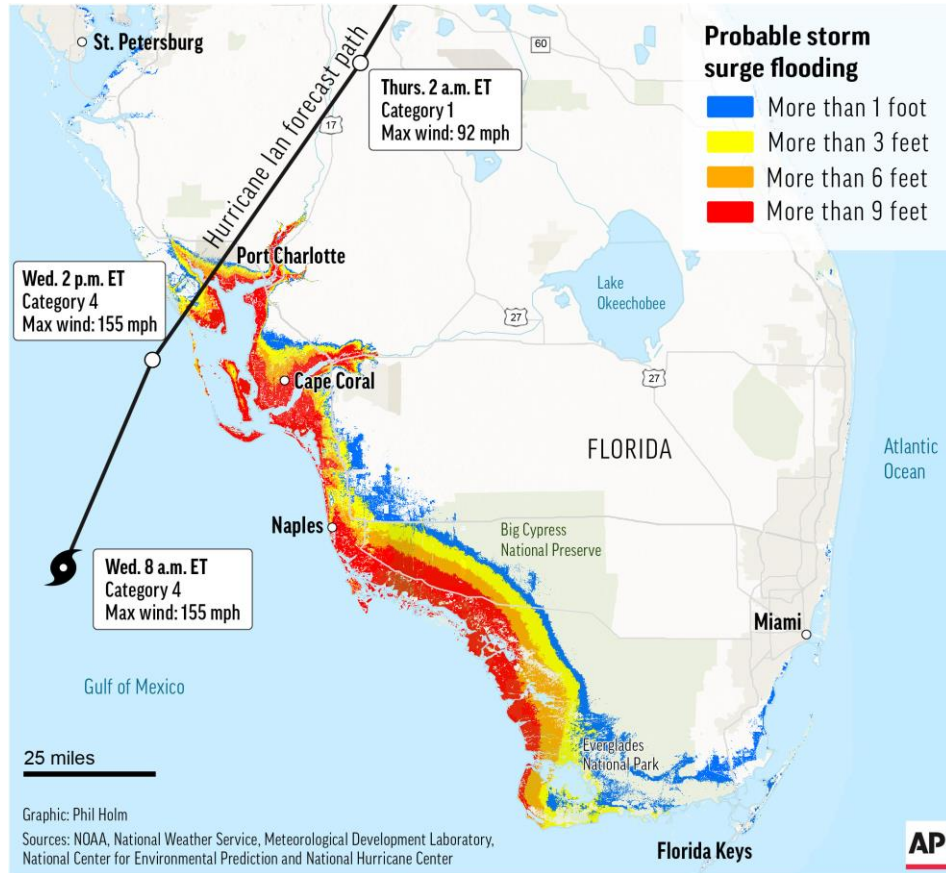 St. Petersburg
60
Probable storm
surge flooding
More than 1 foot
More than 3 feet
More than 6 feet
More than 9 feet
Thurs. 2 a.m. ET
Category 1
Max wind: 92 mph
17
Hurricane Ian forecast path
Port Charlotte
Wed. 2 p.m. ET
Category 4
Max wind: 155 mph
Lake
Okeechobee
27
27
Cape Coral
FLORIDA
Atlantic
Ocean
Naples
Big Cypress
National Preserve
Wed. 8 a.m. ET
Category 4
Max wind: 155 mph
Miami
Gulf of Mexico
Everglades
National Park
25 miles
Graphic: Phil Holm
Sources: NOAA, National Weather Service, Meteorological Development Laboratory,
National Center for Environmental Prediction and National Hurricane Center
Florida Keys
AP